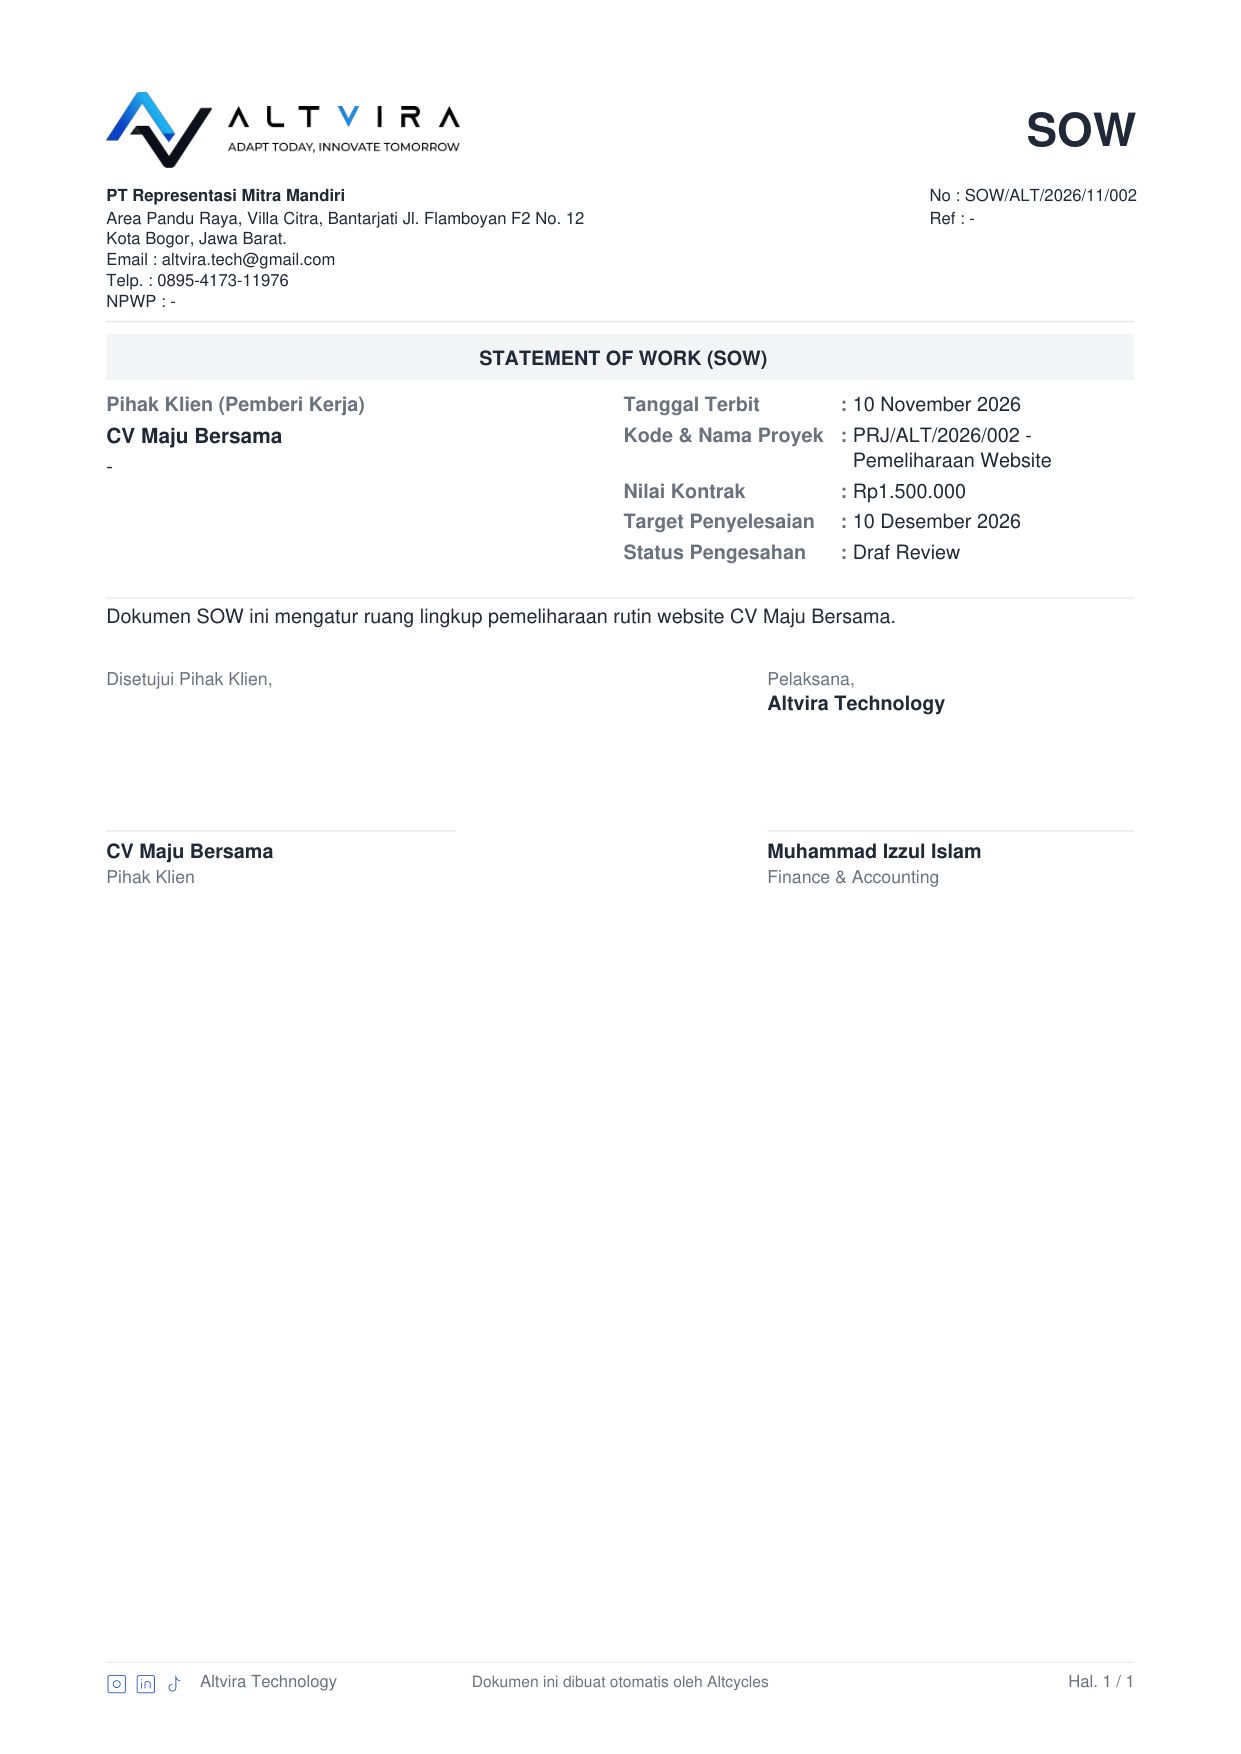 ALTVIRA
ADAPT TODAY, INNOVATE TOMORROW
SOW
PT Representasi Mitra Mandiri
Area Pandu Raya, Villa Citra, Bantarjati Jl. Flamboyan F2 No. 12
Kota Bogor, Jawa Barat.
Email : altvira.tech@gmail.com
Telp. : 0895-4173-11976
NPWP : -
No : SOW/ALT/2026/11/002
Ref : -
STATEMENT OF WORK (SOW)
Pihak Klien (Pemberi Kerja)
CV Maju Bersama
-
Tanggal Terbit : 10 November 2026
Kode & Nama Proyek : PRJ/ALT/2026/002 -
Pemeliharaan Website
Nilai Kontrak : Rp1.500.000
Target Penyelesaian : 10 Desember 2026
Status Pengesahan : Draf Review
Dokumen SOW ini mengatur ruang lingkup pemeliharaan rutin website CV Maju Bersama.
Disetujui Pihak Klien,
CV Maju Bersama
Pihak Klien
Pelaksana,
Altvira Technology
Muhammad Izzul Islam
Finance & Accounting
Altvira Technology
Dokumen ini dibuat otomatis oleh Altcycles
Hal. 1 / 1